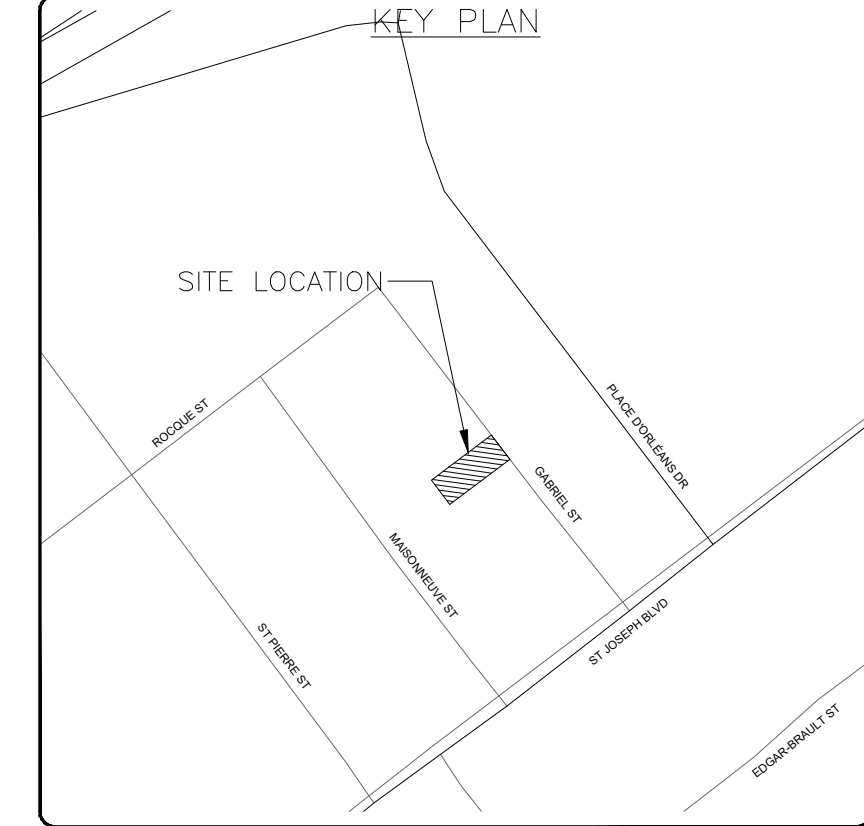 KEY PLAN
SITE LOCATION
ROCQUE ST
PLACE D'ORLÉANS DR
GABRIEL ST
MAISONNEUVE ST
ST PIERRE ST
ST JOSEPH BLVD
EDGAR-BRAULT ST